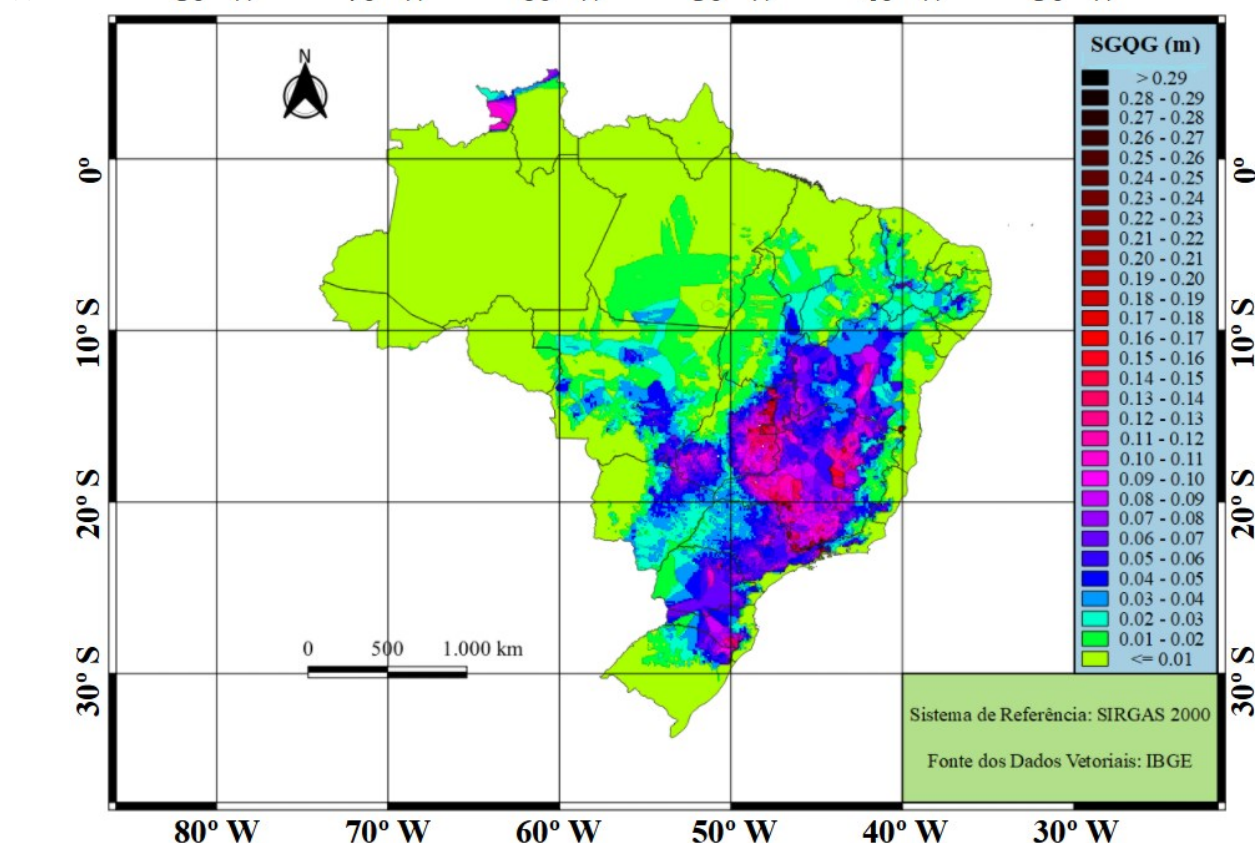 SGQG (m)
N
> 0.29
0.28 - 0.29
0.27 - 0.28
0.26 - 0.27
0.25 - 0.26
0.24 - 0.25
0.23 - 0.24
0.22 - 0.23
0.21 - 0.22
0.20 - 0.21
0.19 - 0.20
0.18 - 0.19
0.17 - 0.18
0.16 - 0.17
0.15 - 0.16
0.14 - 0.15
0.13 - 0.14
0.12 - 0.13
0.11 - 0.12
0.10 - 0.11
0.09 - 0.10
0.08 - 0.09
0.07 - 0.08
0.06 - 0.07
0.05 - 0.06
0.04 - 0.05
0.03 - 0.04
0.02 - 0.03
0.01 - 0.02
<= 0.01
0º
0º
10º S
10º S
20º S
20º S
30º S
30º S
0 500 1.000 km
Sistema de Referência: SIRGAS 2000
Fonte dos Dados Vetoriais: IBGE
80º W 70º W 60º W 50º W 40º W 30º W